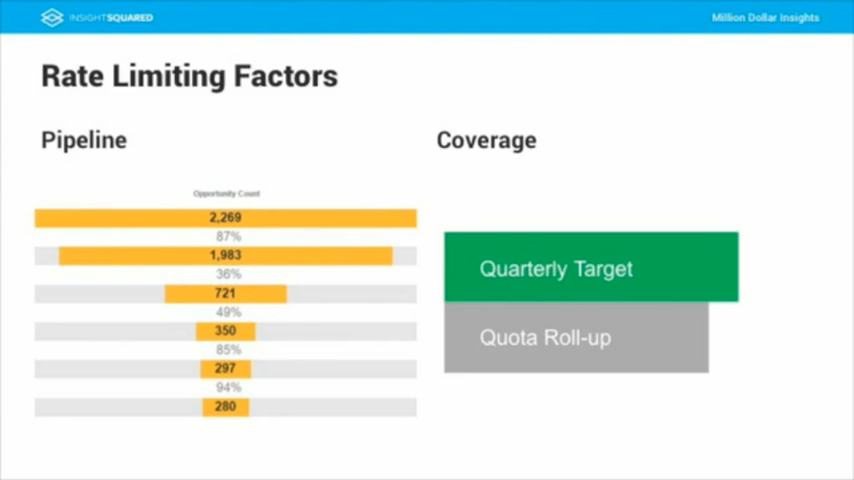 INSIGHTSQUARED
Million Dollar Insights
Rate Limiting Factors
Pipeline
Coverage
Opportunity Count
2,269
87%
1,983
36%
721
49%
350
85%
297
94%
280
Quarterly Target
Quota Roll-up